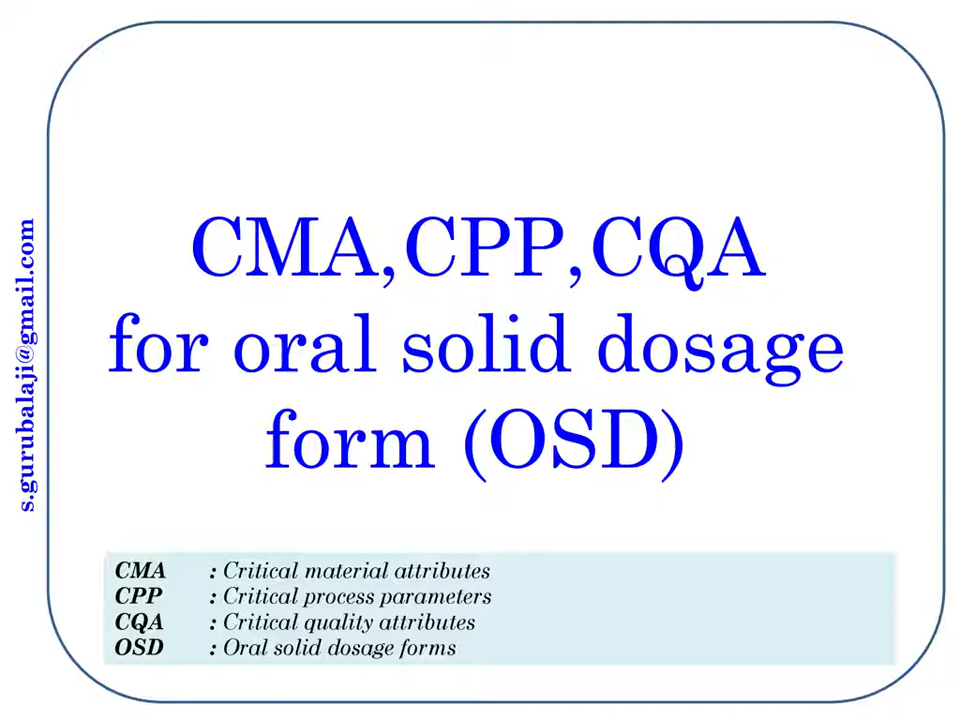 s.gurubalaji@gmail.com
CMA,CPP,CQA
for oral solid dosage
form (OSD)
CMA : Critical material attributes
CPP : Critical process parameters
CQA : Critical quality attributes
OSD : Oral solid dosage forms